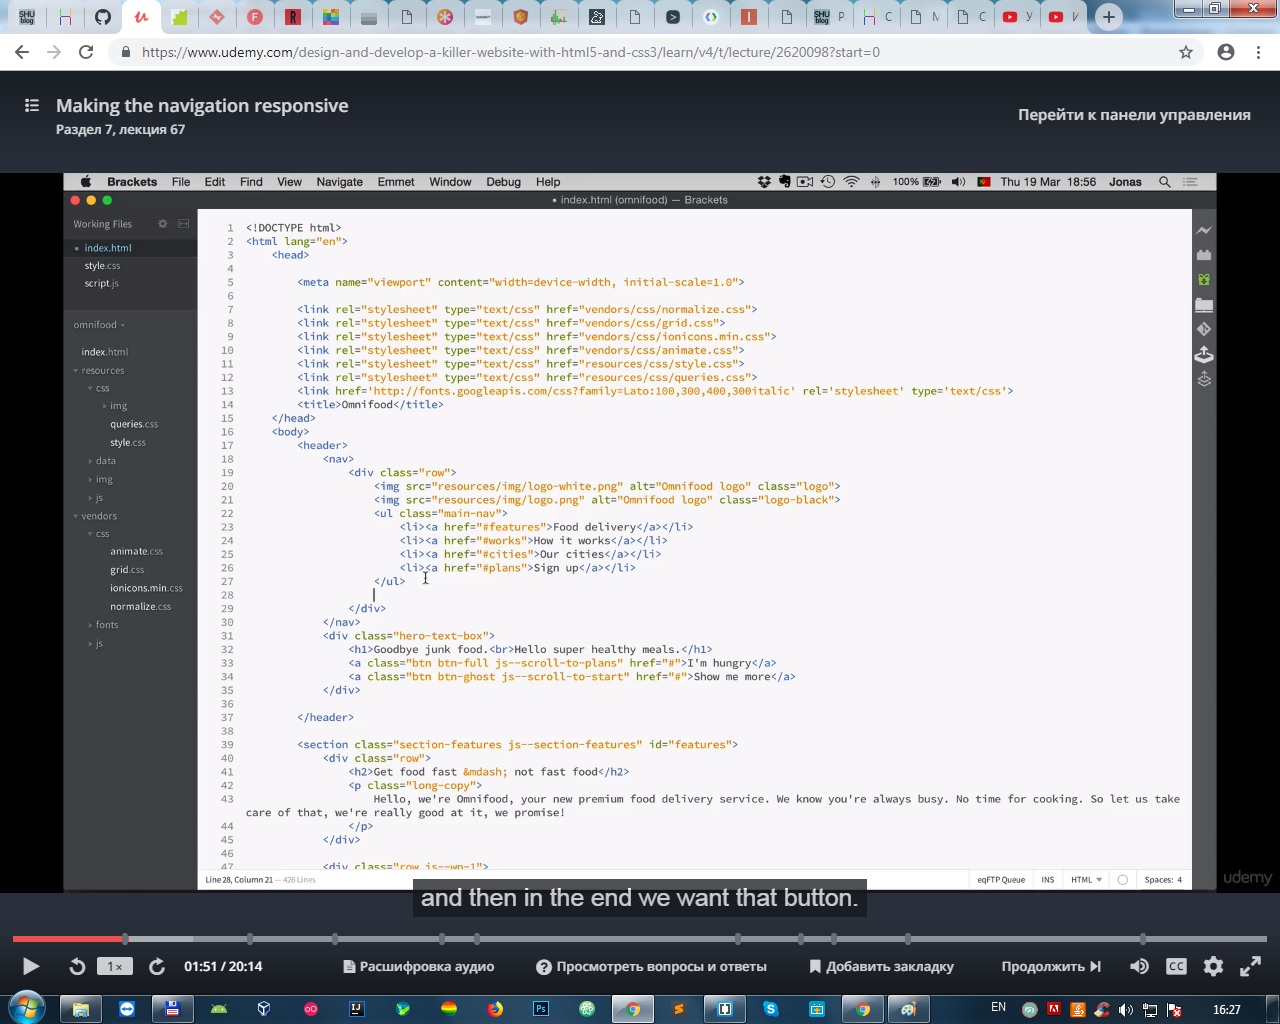 SHU blog
F
R
I
SHU blog
P
C
М
С
У
И
https://www.udemy.com/design-and-develop-a-killer-website-with-html5-and-css3/learn/v4/t/lecture/2620098?start=0
Making the navigation responsive
Раздел 7, лекция 67
Перейти к панели управления
Brackets File Edit Find View Navigate Emmet Window Debug Help
100% Thu 19 Mar 18:56 Jonas
• index.html (omnifood) — Brackets
Working Files
index.html
style.css
script.js
omnifood
index.html
resources
css
img
queries.css
style.css
data
img
js
vendors
css
animate.css
grid.css
ionicons.min.css
normalize.css
fonts
js
1 <!DOCTYPE html>
2 <html lang="en">
3 <head>
4
5 <meta name="viewport" content="width=device-width, initial-scale=1.0">
6
7 <link rel="stylesheet" type="text/css" href="vendors/css/normalize.css">
8 <link rel="stylesheet" type="text/css" href="vendors/css/grid.css">
9 <link rel="stylesheet" type="text/css" href="vendors/css/ionicons.min.css">
10 <link rel="stylesheet" type="text/css" href="vendors/css/animate.css">
11 <link rel="stylesheet" type="text/css" href="resources/css/style.css">
12 <link rel="stylesheet" type="text/css" href="resources/css/queries.css">
13 <link href='http://fonts.googleapis.com/css?family=Lato:100,300,400,300italic' rel='stylesheet' type='text/css'>
14 <title>Omnifood</title>
15 </head>
16 <body>
17 <header>
18 <nav>
19 <div class="row">
20 <img src="resources/img/logo-white.png" alt="Omnifood logo" class="logo">
21 <img src="resources/img/logo.png" alt="Omnifood logo" class="logo-black">
22 <ul class="main-nav">
23 <li><a href="#features">Food delivery</a></li>
24 <li><a href="#works">How it works</a></li>
25 <li><a href="#cities">Our cities</a></li>
26 <li><a href="#plans">Sign up</a></li>
27 </ul>
28
29 </div>
30 </nav>
31 <div class="hero-text-box">
32 <h1>Goodbye junk food.<br>Hello super healthy meals.</h1>
33 <a class="btn btn-full js--scroll-to-plans" href="#">I'm hungry</a>
34 <a class="btn btn-ghost js--scroll-to-start" href="#">Show me more</a>
35 </div>
36
37 </header>
38
39 <section class="section-features js--section-features" id="features">
40 <div class="row">
41 <h2>Get food fast &mdash; not fast food</h2>
42 <p class="long-copy">
43 Hello, we're Omnifood, your new premium food delivery service. We know you're always busy. No time for cooking. So let us take
care of that, we're really good at it, we promise!
44 </p>
45 </div>
46
47 <div class="row js--wp-1">
Line 28, Column 21 — 426 Lines
eqFTP Queue INS HTML Spaces: 4
udemy
and then in the end we want that button.
1x 01:51 / 20:14 Расшифровка аудио Просмотреть вопросы и ответы Добавить закладку Продолжить CC
EN 16:27